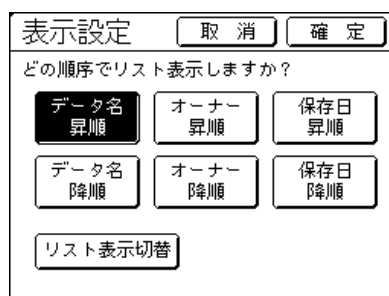 表示設定 取消 確定
どの順序でリスト表示しますか？
データ名 オーナー 保存日
昇順 昇順 昇順
データ名 オーナー 保存日
降順 降順 降順
リスト表示切替